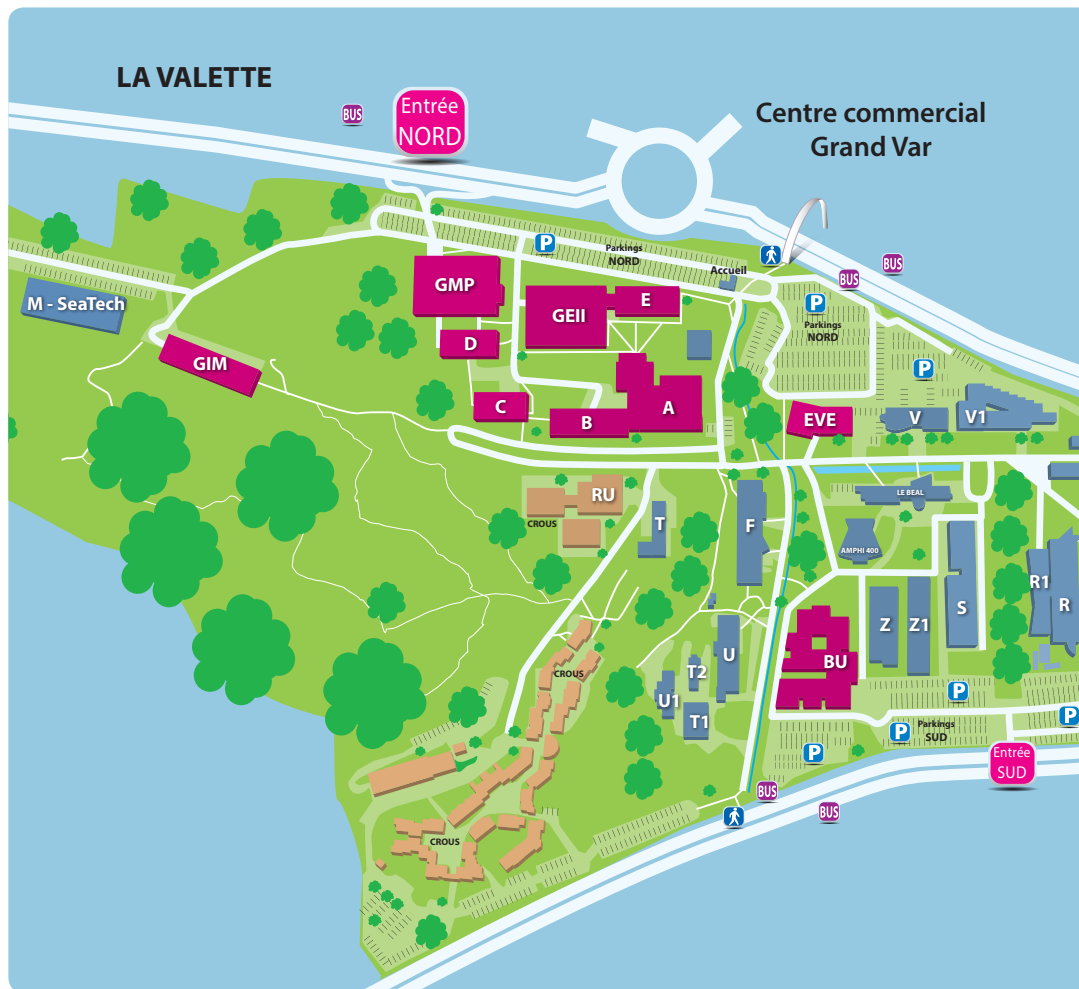 LA VALETTE
BUS
Entrée
NORD
Centre commercial
Grand Var
P
Parkings
NORD
Accueil
BUS
BUS
M - SeaTech
GMP
GEII
E
P
Parkings
NORD
D
P
GIM
C
B
A
EVE
V
V1
RU
CROUS
T
F
LE BEAL
AMPHI 400
S
R1
R
Z
Z1
BU
U
T2
U1
T1
CROUS
P
P
P
Parkings
SUD
P
Entrée
SUD
BUS
BUS
CROUS